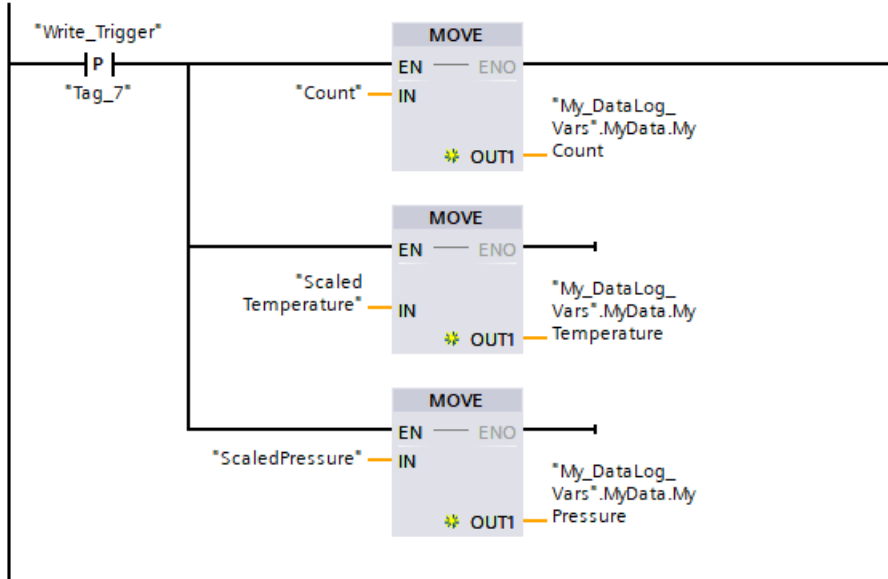 "Write_Trigger"
P
"Tag_7"
MOVE
EN ENO
"Count" IN
OUT1
"My_DataLog_
Vars".MyData.My
Count
MOVE
EN ENO
"Scaled
Temperature" IN
OUT1
"My_DataLog_
Vars".MyData.My
Temperature
MOVE
EN ENO
"ScaledPressure" IN
OUT1
"My_DataLog_
Vars".MyData.My
Pressure